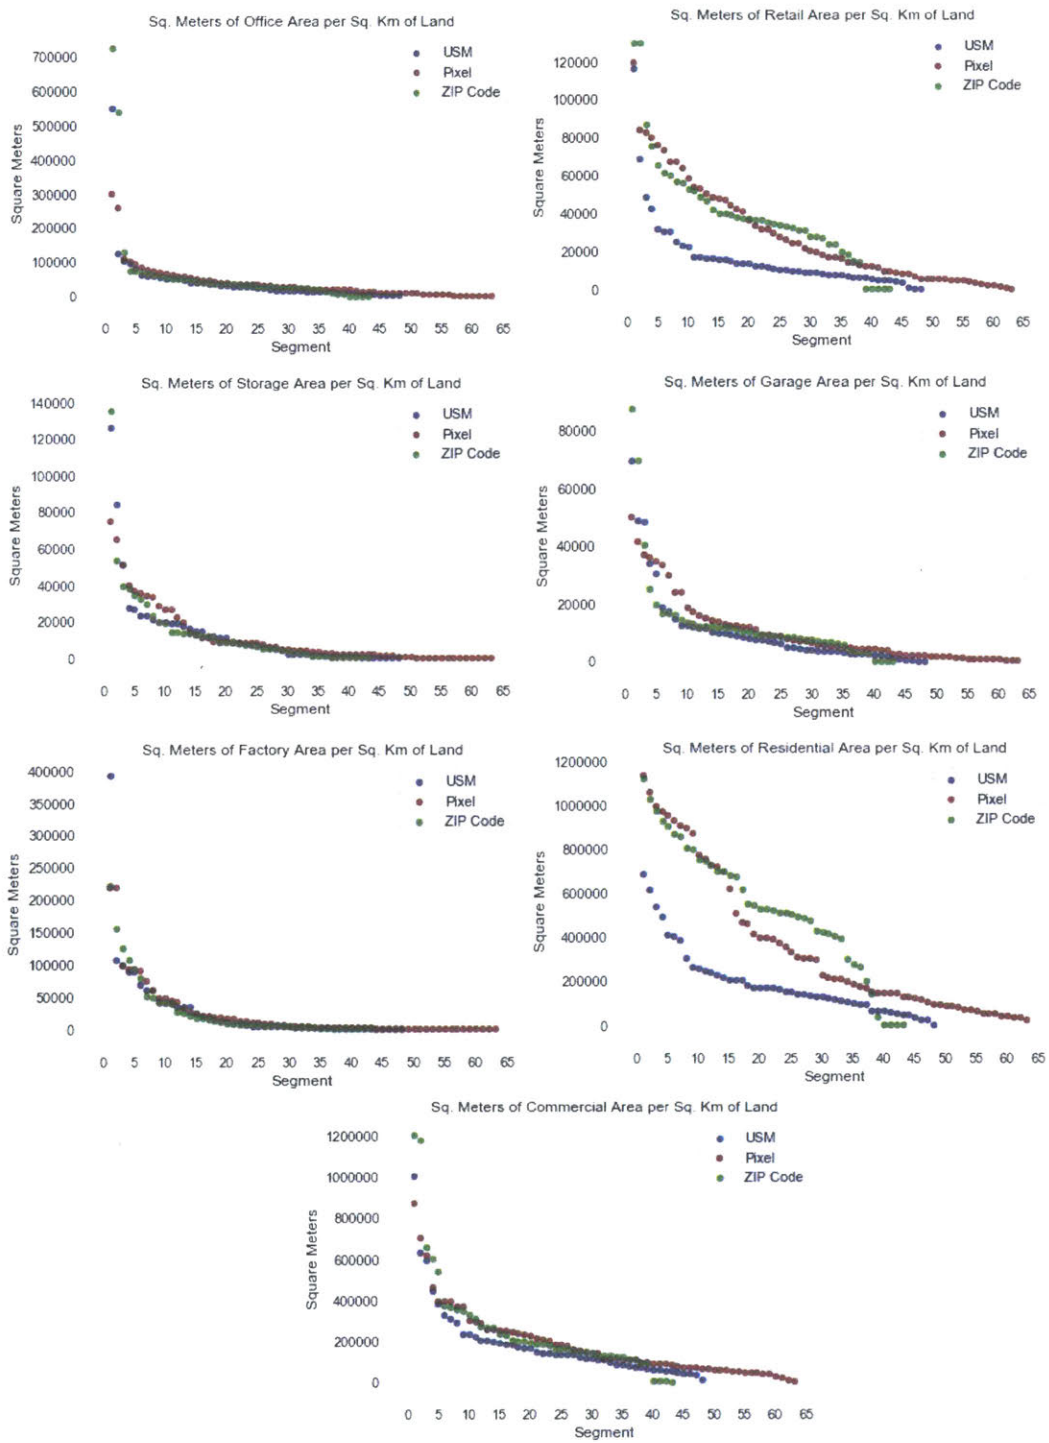 Sq. Meters of Office Area per Sq. Km of Land
USM
Pixel
ZIP Code
700000
600000
500000
400000
300000
200000
100000
0
Square Meters
0 5 10 15 20 25 30 35 40 45 50 55 60 65
Segment
Sq. Meters of Retail Area per Sq. Km of Land
USM
Pixel
ZIP Code
120000
100000
80000
60000
40000
20000
0
Square Meters
0 5 10 15 20 25 30 35 40 45 50 55 60 65
Segment
Sq. Meters of Storage Area per Sq. Km of Land
USM
Pixel
ZIP Code
140000
120000
100000
80000
60000
40000
20000
0
Square Meters
0 5 10 15 20 25 30 35 40 45 50 55 60 65
Segment
Sq. Meters of Garage Area per Sq. Km of Land
USM
Pixel
ZIP Code
80000
60000
40000
20000
0
Square Meters
0 5 10 15 20 25 30 35 40 45 50 55 60 65
Segment
Sq. Meters of Factory Area per Sq. Km of Land
USM
Pixel
ZIP Code
400000
350000
300000
250000
200000
150000
100000
50000
0
Square Meters
0 5 10 15 20 25 30 35 40 45 50 55 60 65
Segment
Sq. Meters of Residential Area per Sq. Km of Land
USM
Pixel
ZIP Code
1200000
1000000
800000
600000
400000
200000
0
Square Meters
0 5 10 15 20 25 30 35 40 45 50 55 60 65
Segment
Sq. Meters of Commercial Area per Sq. Km of Land
USM
Pixel
ZIP Code
1200000
1000000
800000
600000
400000
200000
0
Square Meters
0 5 10 15 20 25 30 35 40 45 50 55 60 65
Segment